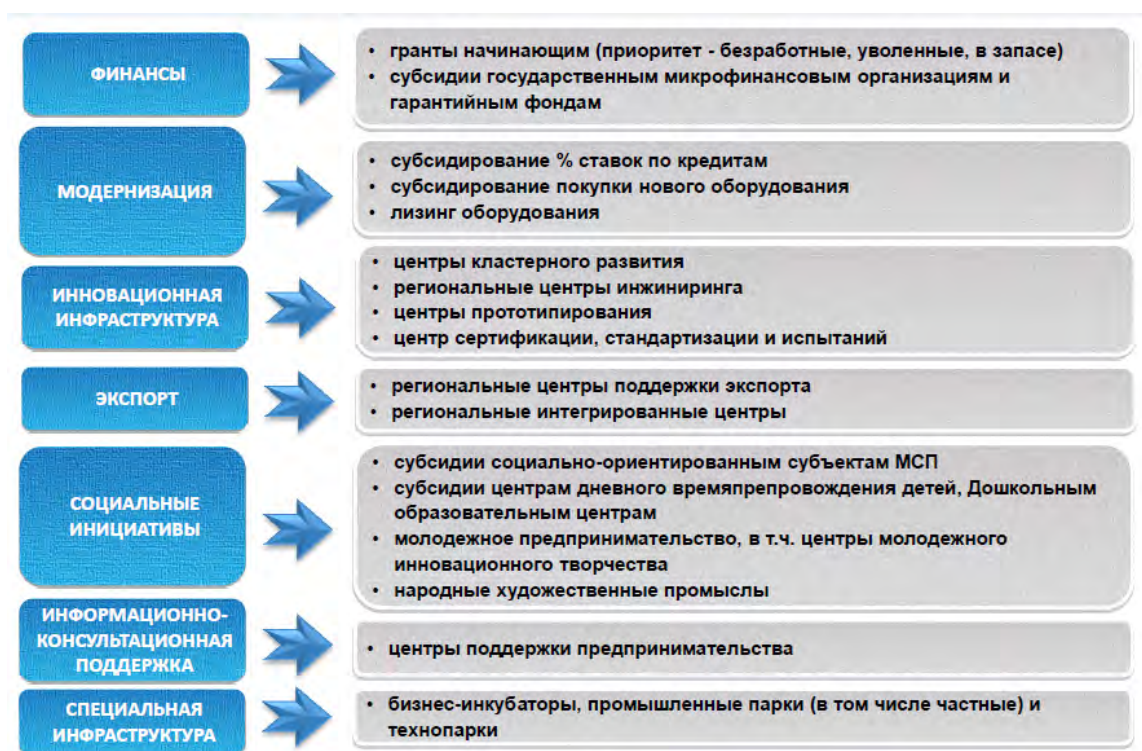 ФИНАНСЫ
• гранты начинающим (приоритет - безработные, уволенные, в запасе)
• субсидии государственным микрофинансовым организациям и
гарантийным фондам
МОДЕРНИЗАЦИЯ
• субсидирование % ставок по кредитам
• субсидирование покупки нового оборудования
• лизинг оборудования
ИННОВАЦИОННАЯ
ИНФРАСТРУКТУРА
• центры кластерного развития
• региональные центры инжиниринга
• центры прототипирования
• центр сертификации, стандартизации и испытаний
ЭКСПОРТ
• региональные центры поддержки экспорта
• региональные интегрированные центры
СОЦИАЛЬНЫЕ
ИНИЦИАТИВЫ
• субсидии социально-ориентированным субъектам МСП
• субсидии центрам дневного времяпрепровождения детей, Дошкольным
образовательным центрам
• молодежное предпринимательство, в т.ч. центры молодежного
инновационного творчества
• народные художественные промыслы
ИНФОРМАЦИОННО-
КОНСУЛЬТАЦИОННАЯ
ПОДДЕРЖКА
• центры поддержки предпринимательства
СПЕЦИАЛЬНАЯ
ИНФРАСТРУКТУРА
• бизнес-инкубаторы, промышленные парки (в том числе частные) и
технопарки